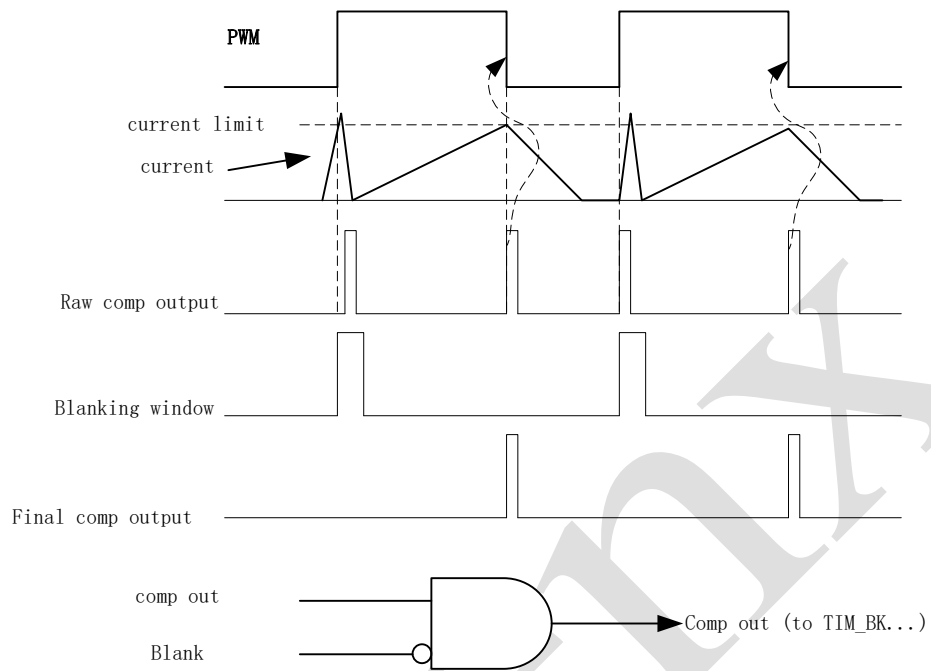 PWM
current limit
current
Raw comp output
Blanking window
Final comp output
comp out
Comp out (to TIM_BK...)
Blank